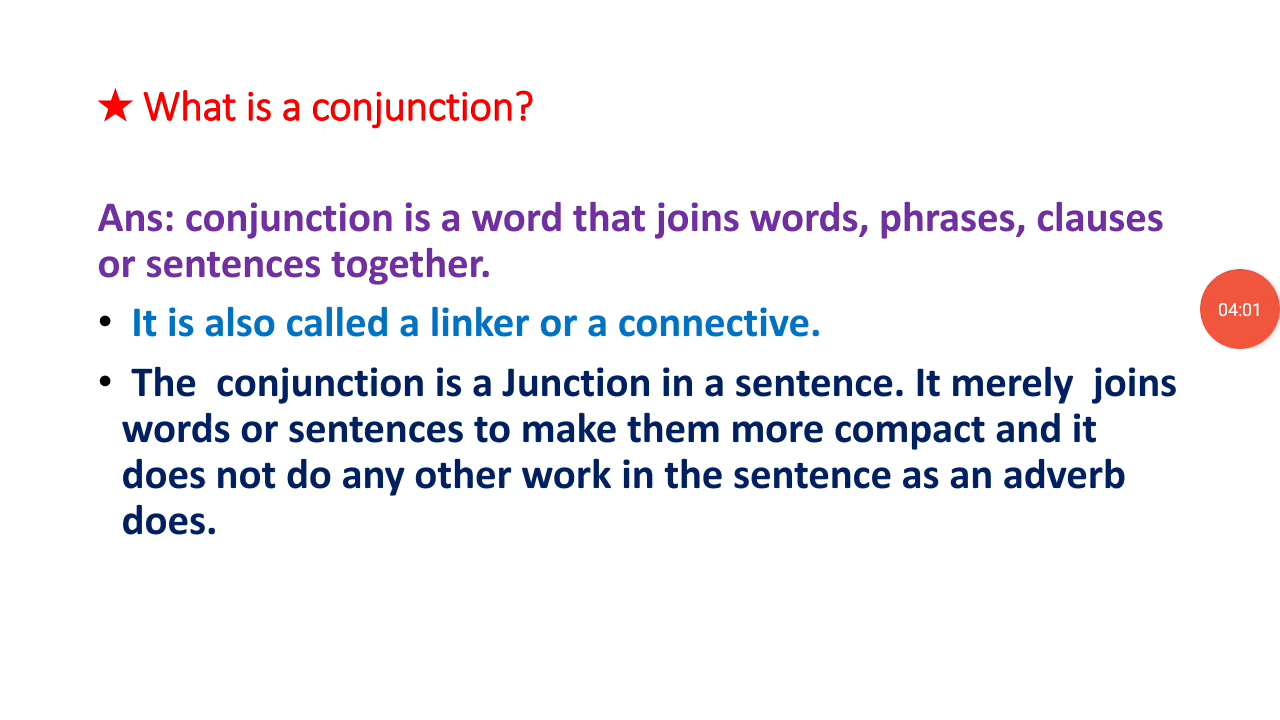 ★ What is a conjunction?
Ans: conjunction is a word that joins words, phrases, clauses
or sentences together.
• It is also called a linker or a connective.
• The  conjunction is a Junction in a sentence. It merely  joins
words or sentences to make them more compact and it
does not do any other work in the sentence as an adverb
does.
04:01